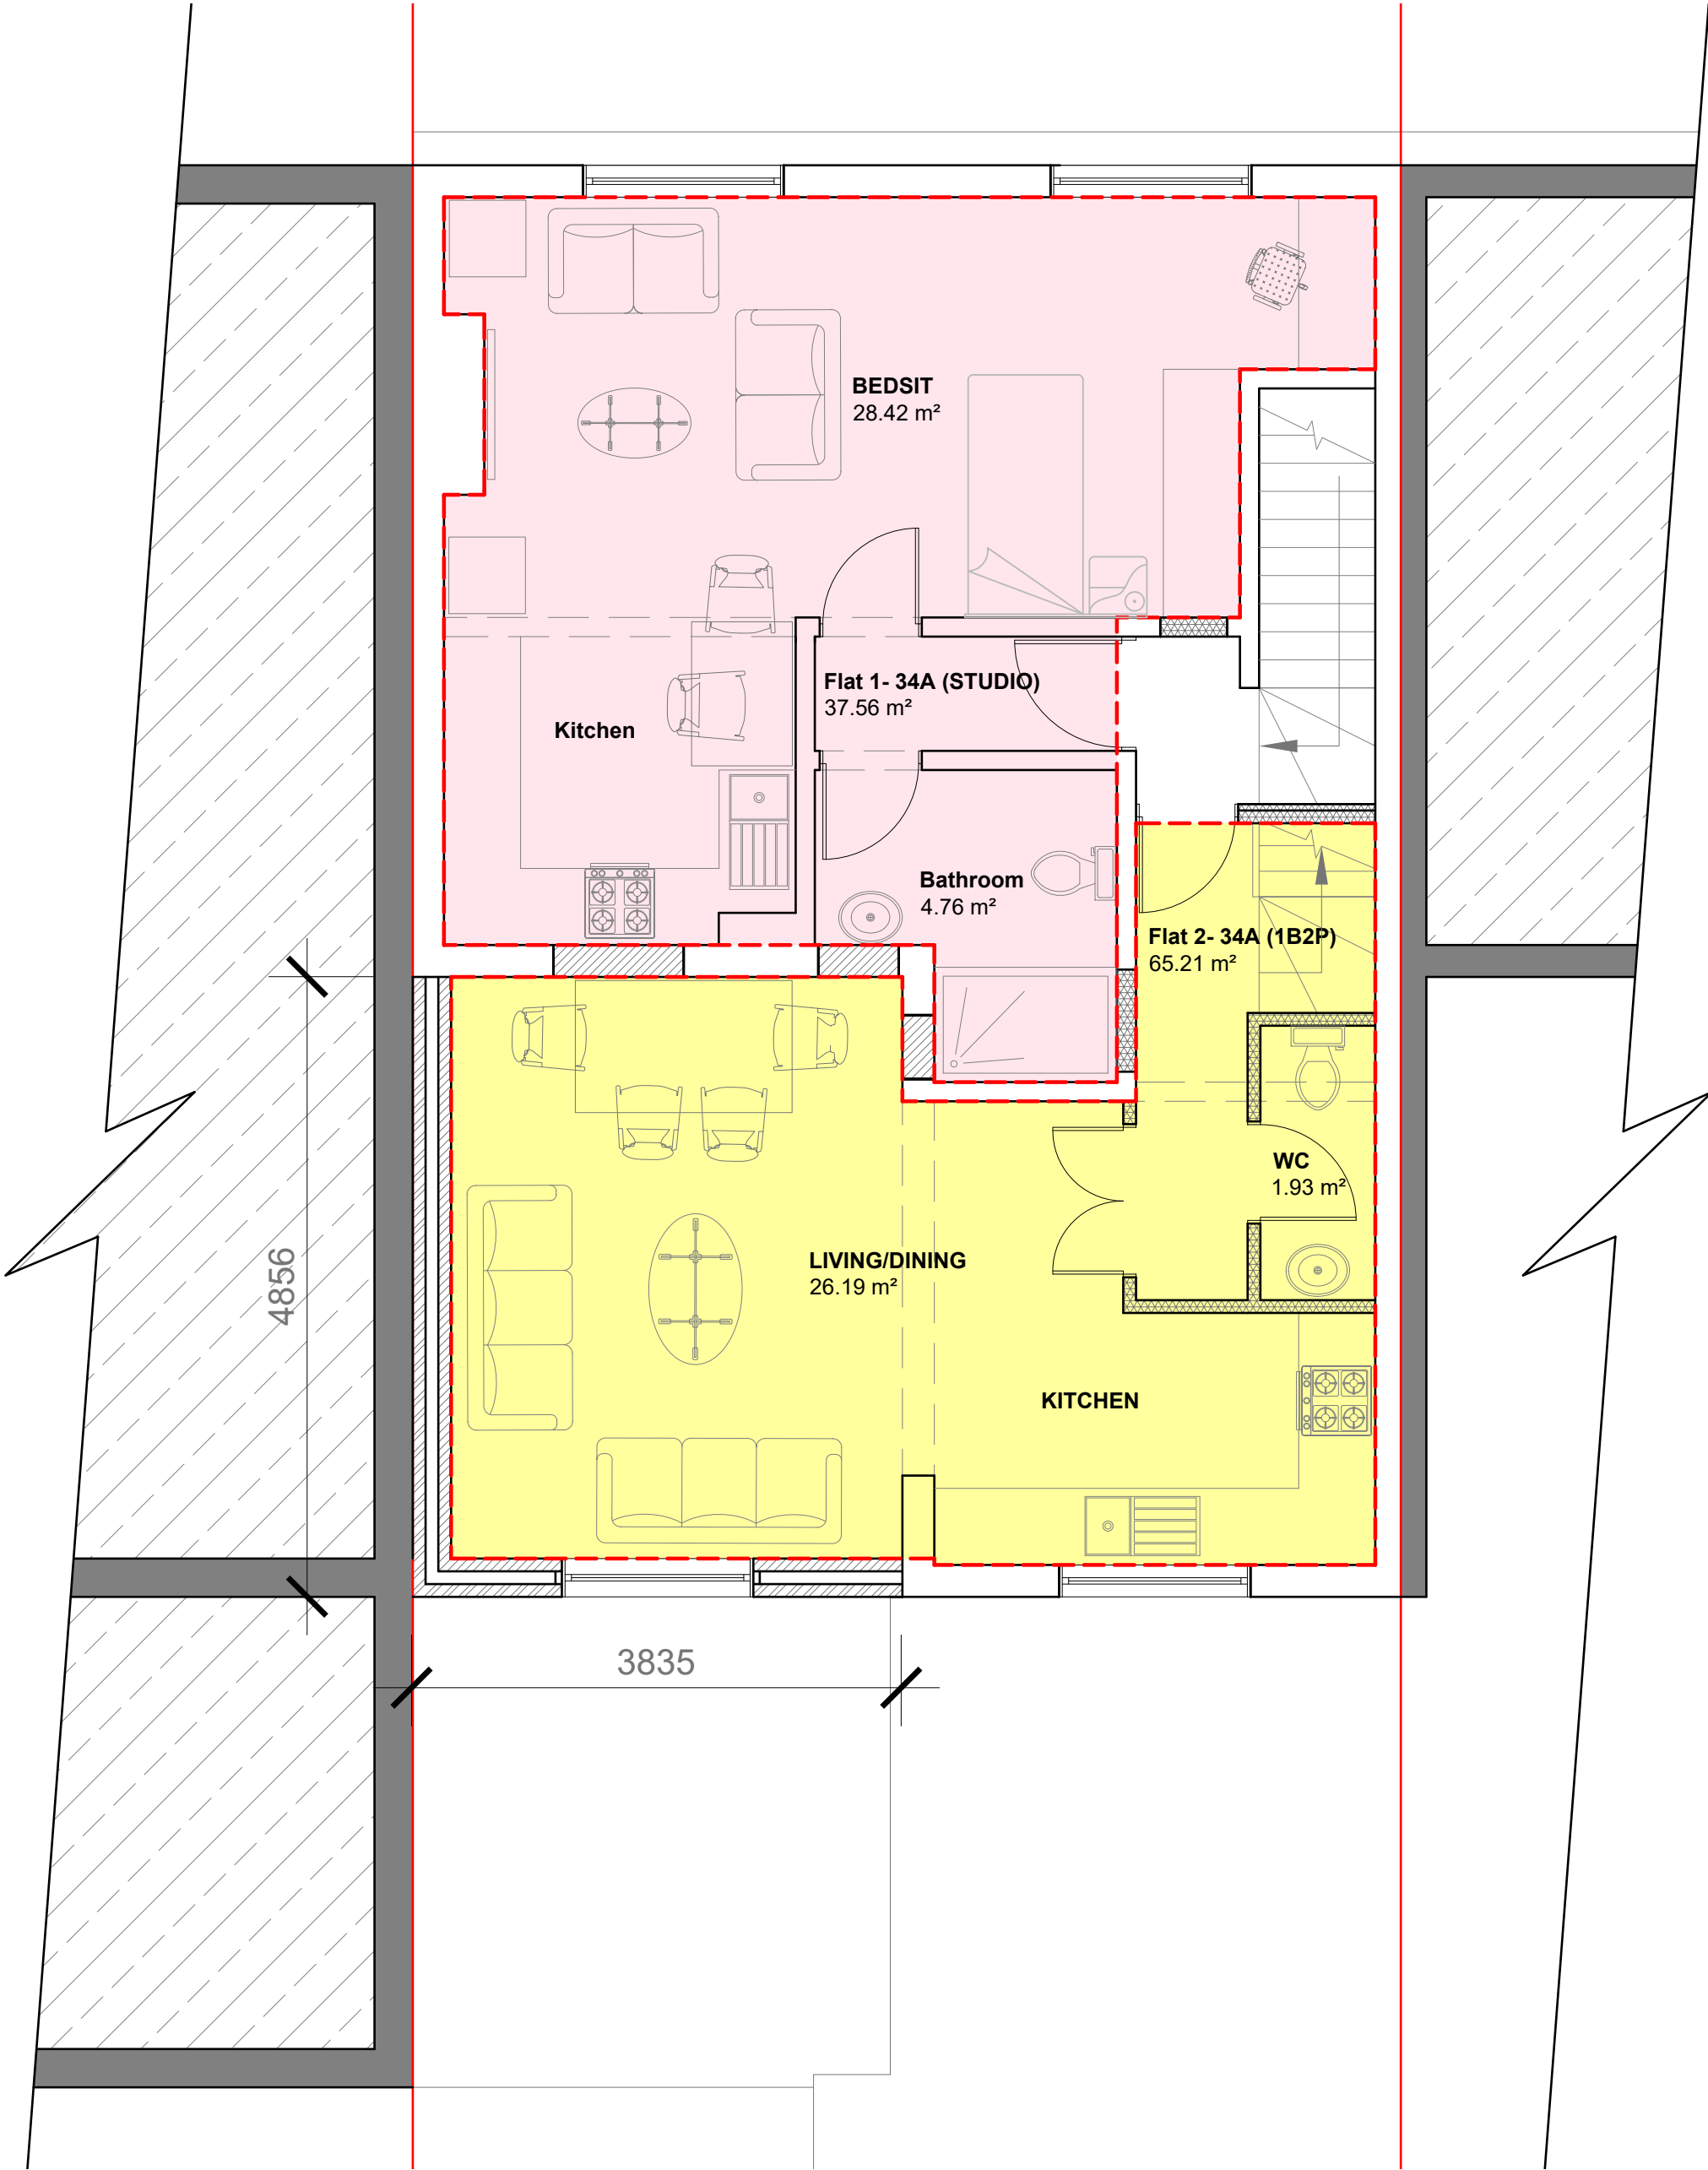 BEDSIT
28.42 m²
Flat 1- 34A (STUDIO)
37.56 m²
Kitchen
Bathroom
4.76 m²
Flat 2- 34A (1B2P)
65.21 m²
WC
1.93 m²
LIVING/DINING
26.19 m²
4856
KITCHEN
3835